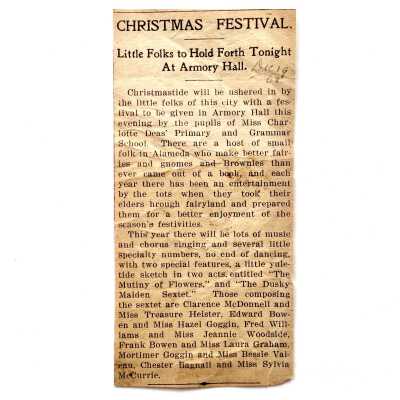 CHRISTMAS FESTIVAL.
Little Folks to Hold Forth Tonight
At Armory Hall.
Dec 19
Christmastide will be ushered in by
the little folks of this city with a fes-
tival to be given in Armory Hall this
evening by the pupils of Miss Char-
lotte Deas' Primary and Grammar
School. There are a host of small
folk in Alameda who make better fair-
ies and gnomes and Brownies than
ever came out of a book, and each
year there has been an entertainment
by the tots when they took their
elders hrough fairyland and prepared
them for a better enjoyment of the
season's festivities.
This year there will be lots of music
and chorus singing and several little
specialty numbers, no end of dancing,
with two special features, a little yule-
tide sketch in two acts, entitled "The
Mutiny of Flowers," and "The Dusky
Maiden Sextet." Those composing
the sextet are Clarence McDonnell and
Miss Treasure Heister, Edward Bow-
en and Miss Hazel Goggin, Fred Wil-
liams and Miss Jeannie Woodside,
Frank Bowen and Miss Laura Graham,
Mortimer Goggin and Miss Bessie Val-
eau, Chester Bagnall and Miss Sylvia
McCurrie.